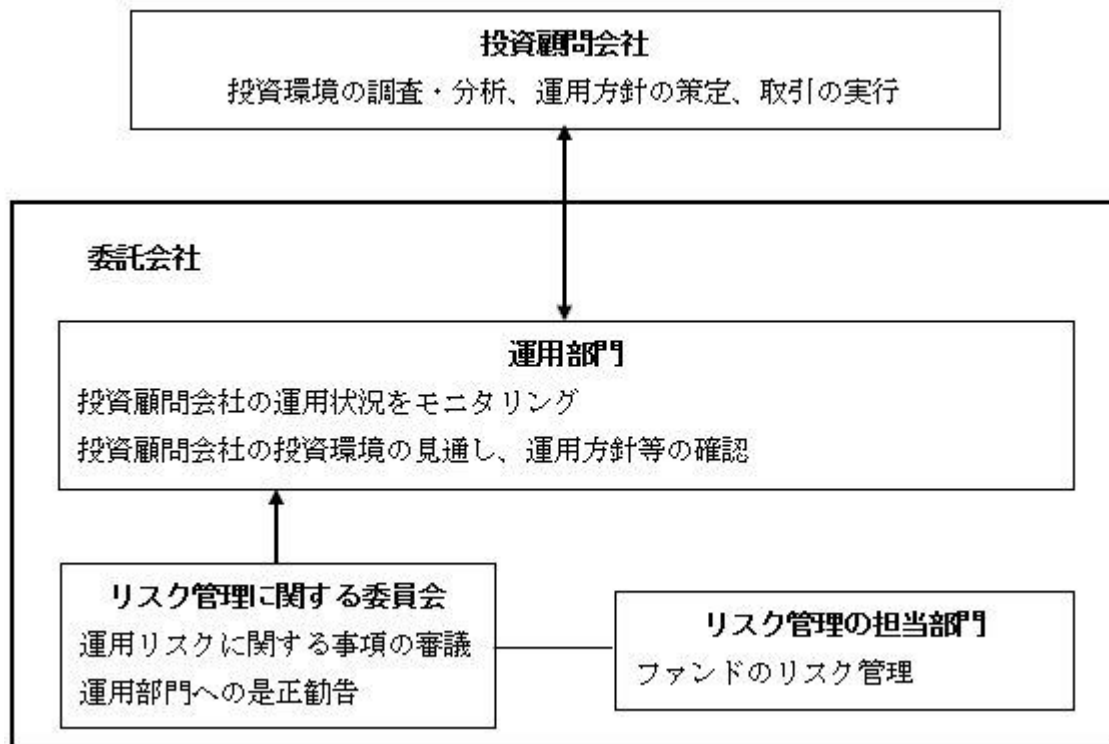 投資顧問会社
投資環境の調査・分析、運用方針の策定、取引の実行
委託会社
運用部門
投資顧問会社の運用状況をモニタリング
投資顧問会社の投資環境の見通し、運用方針等の確認
リスク管理に関する委員会
運用リスクに関する事項の審議
運用部門への是正勧告
リスク管理の担当部門
ファンドのリスク管理